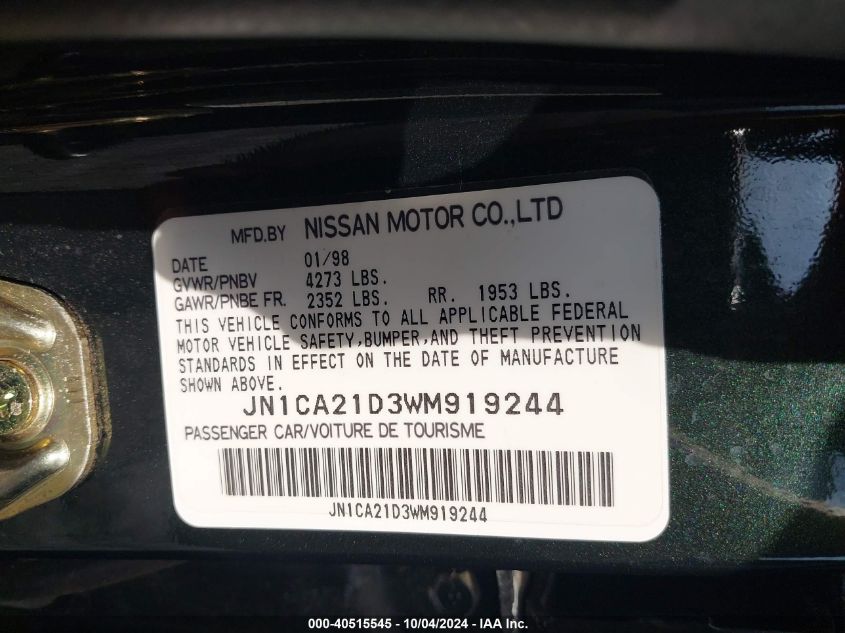 MFD.BY NISSAN MOTOR CO.,LTD
DATE 01/98
GVWR/PNBV 4273 LBS.
GAWR/PNBE FR. 2352 LBS. RR. 1953 LBS.
THIS VEHICLE CONFORMS TO ALL APPLICABLE FEDERAL
MOTOR VEHICLE SAFETY,BUMPER,AND THEFT PREVENTION
STANDARDS IN EFFECT ON THE DATE OF MANUFACTURE
SHOWN ABOVE.
JN1CA21D3WM919244
PASSENGER CAR/VOITURE DE TOURISME
JN1CA21D3WM919244
000-40515545 - 10/04/2024 - IAA Inc.